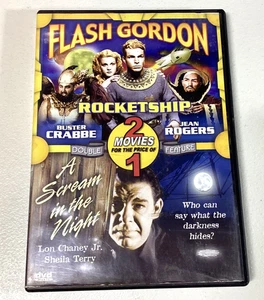 FLASH GORDON
ROCKETSHIP
BUSTER CRABBE
JEAN ROGERS
2
MOVIES
FOR THE PRICE OF
1
DOUBLE
FEATURE
A Scream in the Night
Lon Chaney Jr.
Sheila Terry
Who can
say what the
darkness
hides?